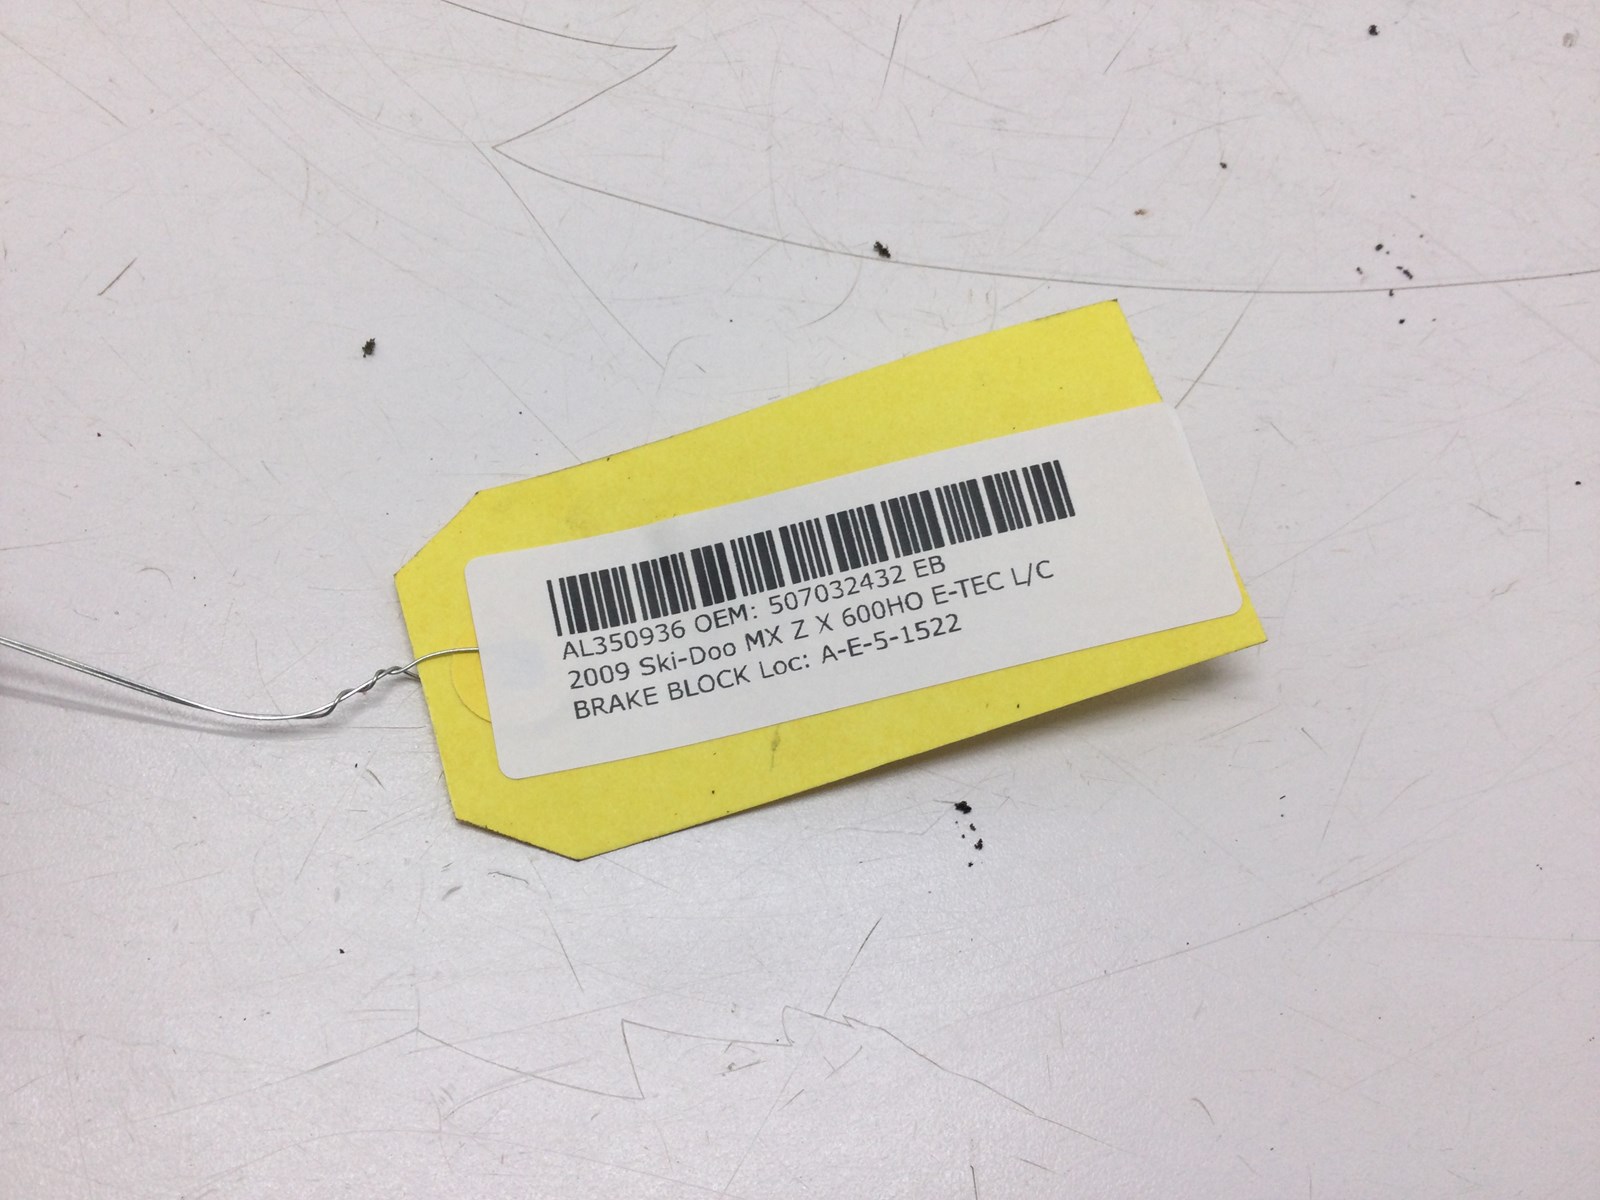 AL350936 OEM: 507032432 EB
2009 Ski-Doo MX Z X 600HO E-TEC L/C
BRAKE BLOCK Loc: A-E-5-1522